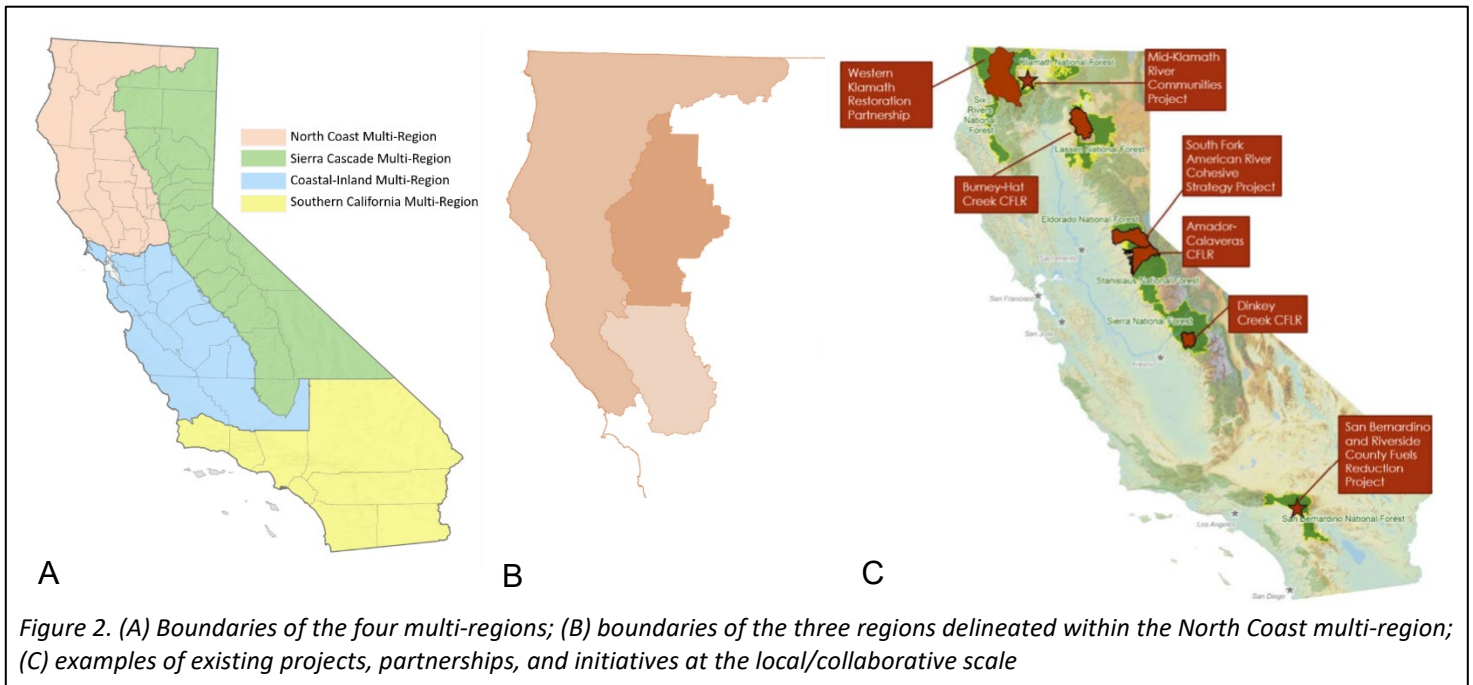 North Coast Multi-Region
Sierra Cascade Multi-Region
Coastal-Inland Multi-Region
Southern California Multi-Region
A
B
Western
Klamath
Restoration
Partnership
Klamath National Forest
Mid-Klamath
River
Communities
Project
Six
Rivers
National
Forest
Lassen National Forest
Burney-Hat
Creek CFLR
South Fork
American River
Cohesive
Strategy Project
Eldorado National Forest
Amador-
Calaveras
CFLR
Sacramento
Stanislaus National Forest
San Francisco
San Jose
Sierra National Forest
Dinkey
Creek CFLR
Fresno
San Bernardino
and Riverside
County Fuels
Reduction
Project
Los Angeles
San Bernardino National Forest
San Diego
C
Figure 2. (A) Boundaries of the four multi-regions; (B) boundaries of the three regions delineated within the North Coast multi-region;
(C) examples of existing projects, partnerships, and initiatives at the local/collaborative scale